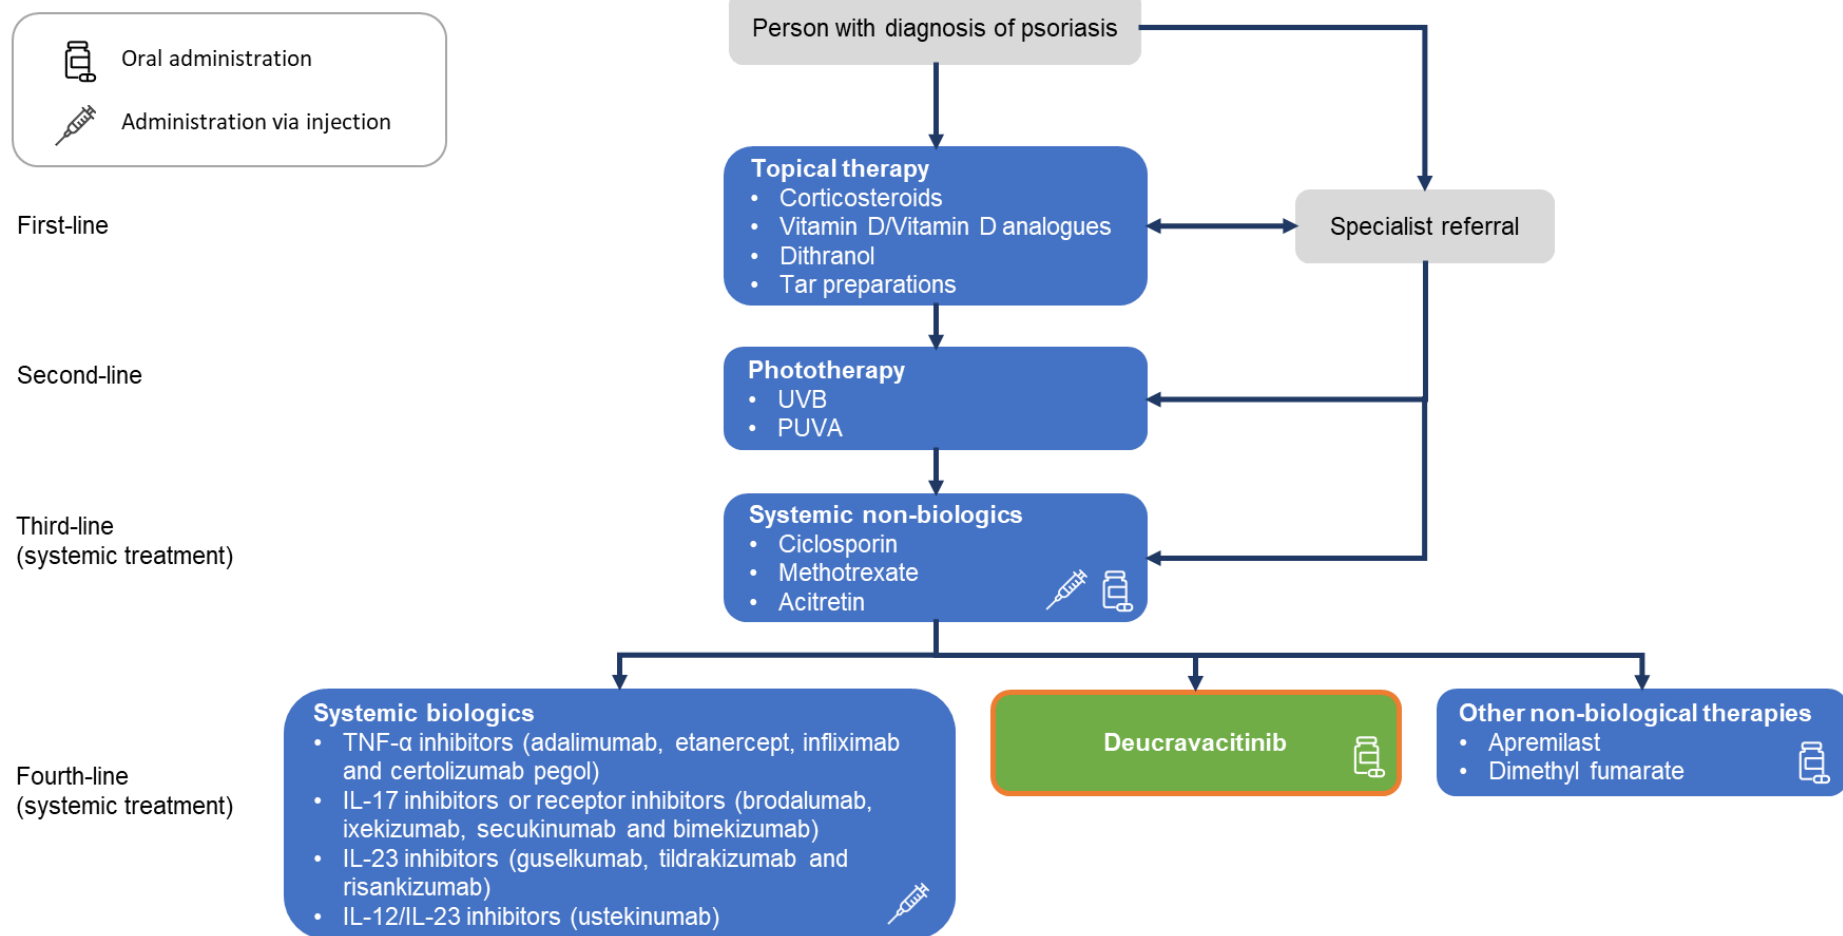 Oral administration
Administration via injection
Person with diagnosis of psoriasis
First-line
Topical therapy
• Corticosteroids
• Vitamin D/Vitamin D analogues
• Dithranol
• Tar preparations
Specialist referral
Second-line
Phototherapy
• UVB
• PUVA
Third-line
(systemic treatment)
Systemic non-biologics
• Ciclosporin
• Methotrexate
• Acitretin
Fourth-line
(systemic treatment)
Systemic biologics
• TNF-α inhibitors (adalimumab, etanercept, infliximab
and certolizumab pegol)
• IL-17 inhibitors or receptor inhibitors (brodalumab,
ixekizumab, secukinumab and bimekizumab)
• IL-23 inhibitors (guselkumab, tildrakizumab and
risankizumab)
• IL-12/IL-23 inhibitors (ustekinumab)
Deucravacitinib
Other non-biological therapies
• Apremilast
• Dimethyl fumarate